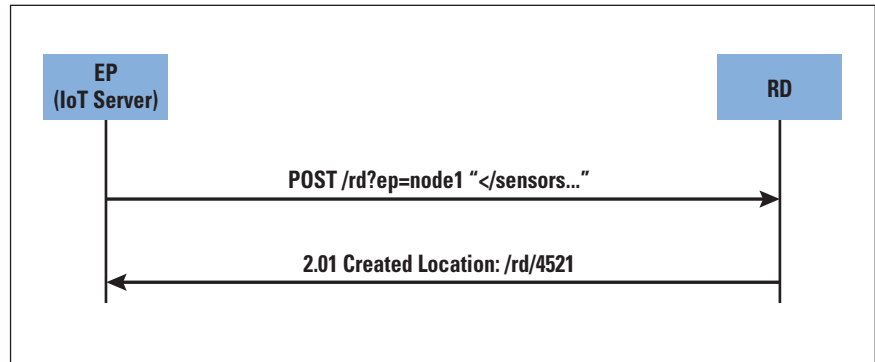 EP
(IoT Server)
RD
POST /rd?ep=node1 “</sensors...”
2.01 Created Location: /rd/4521